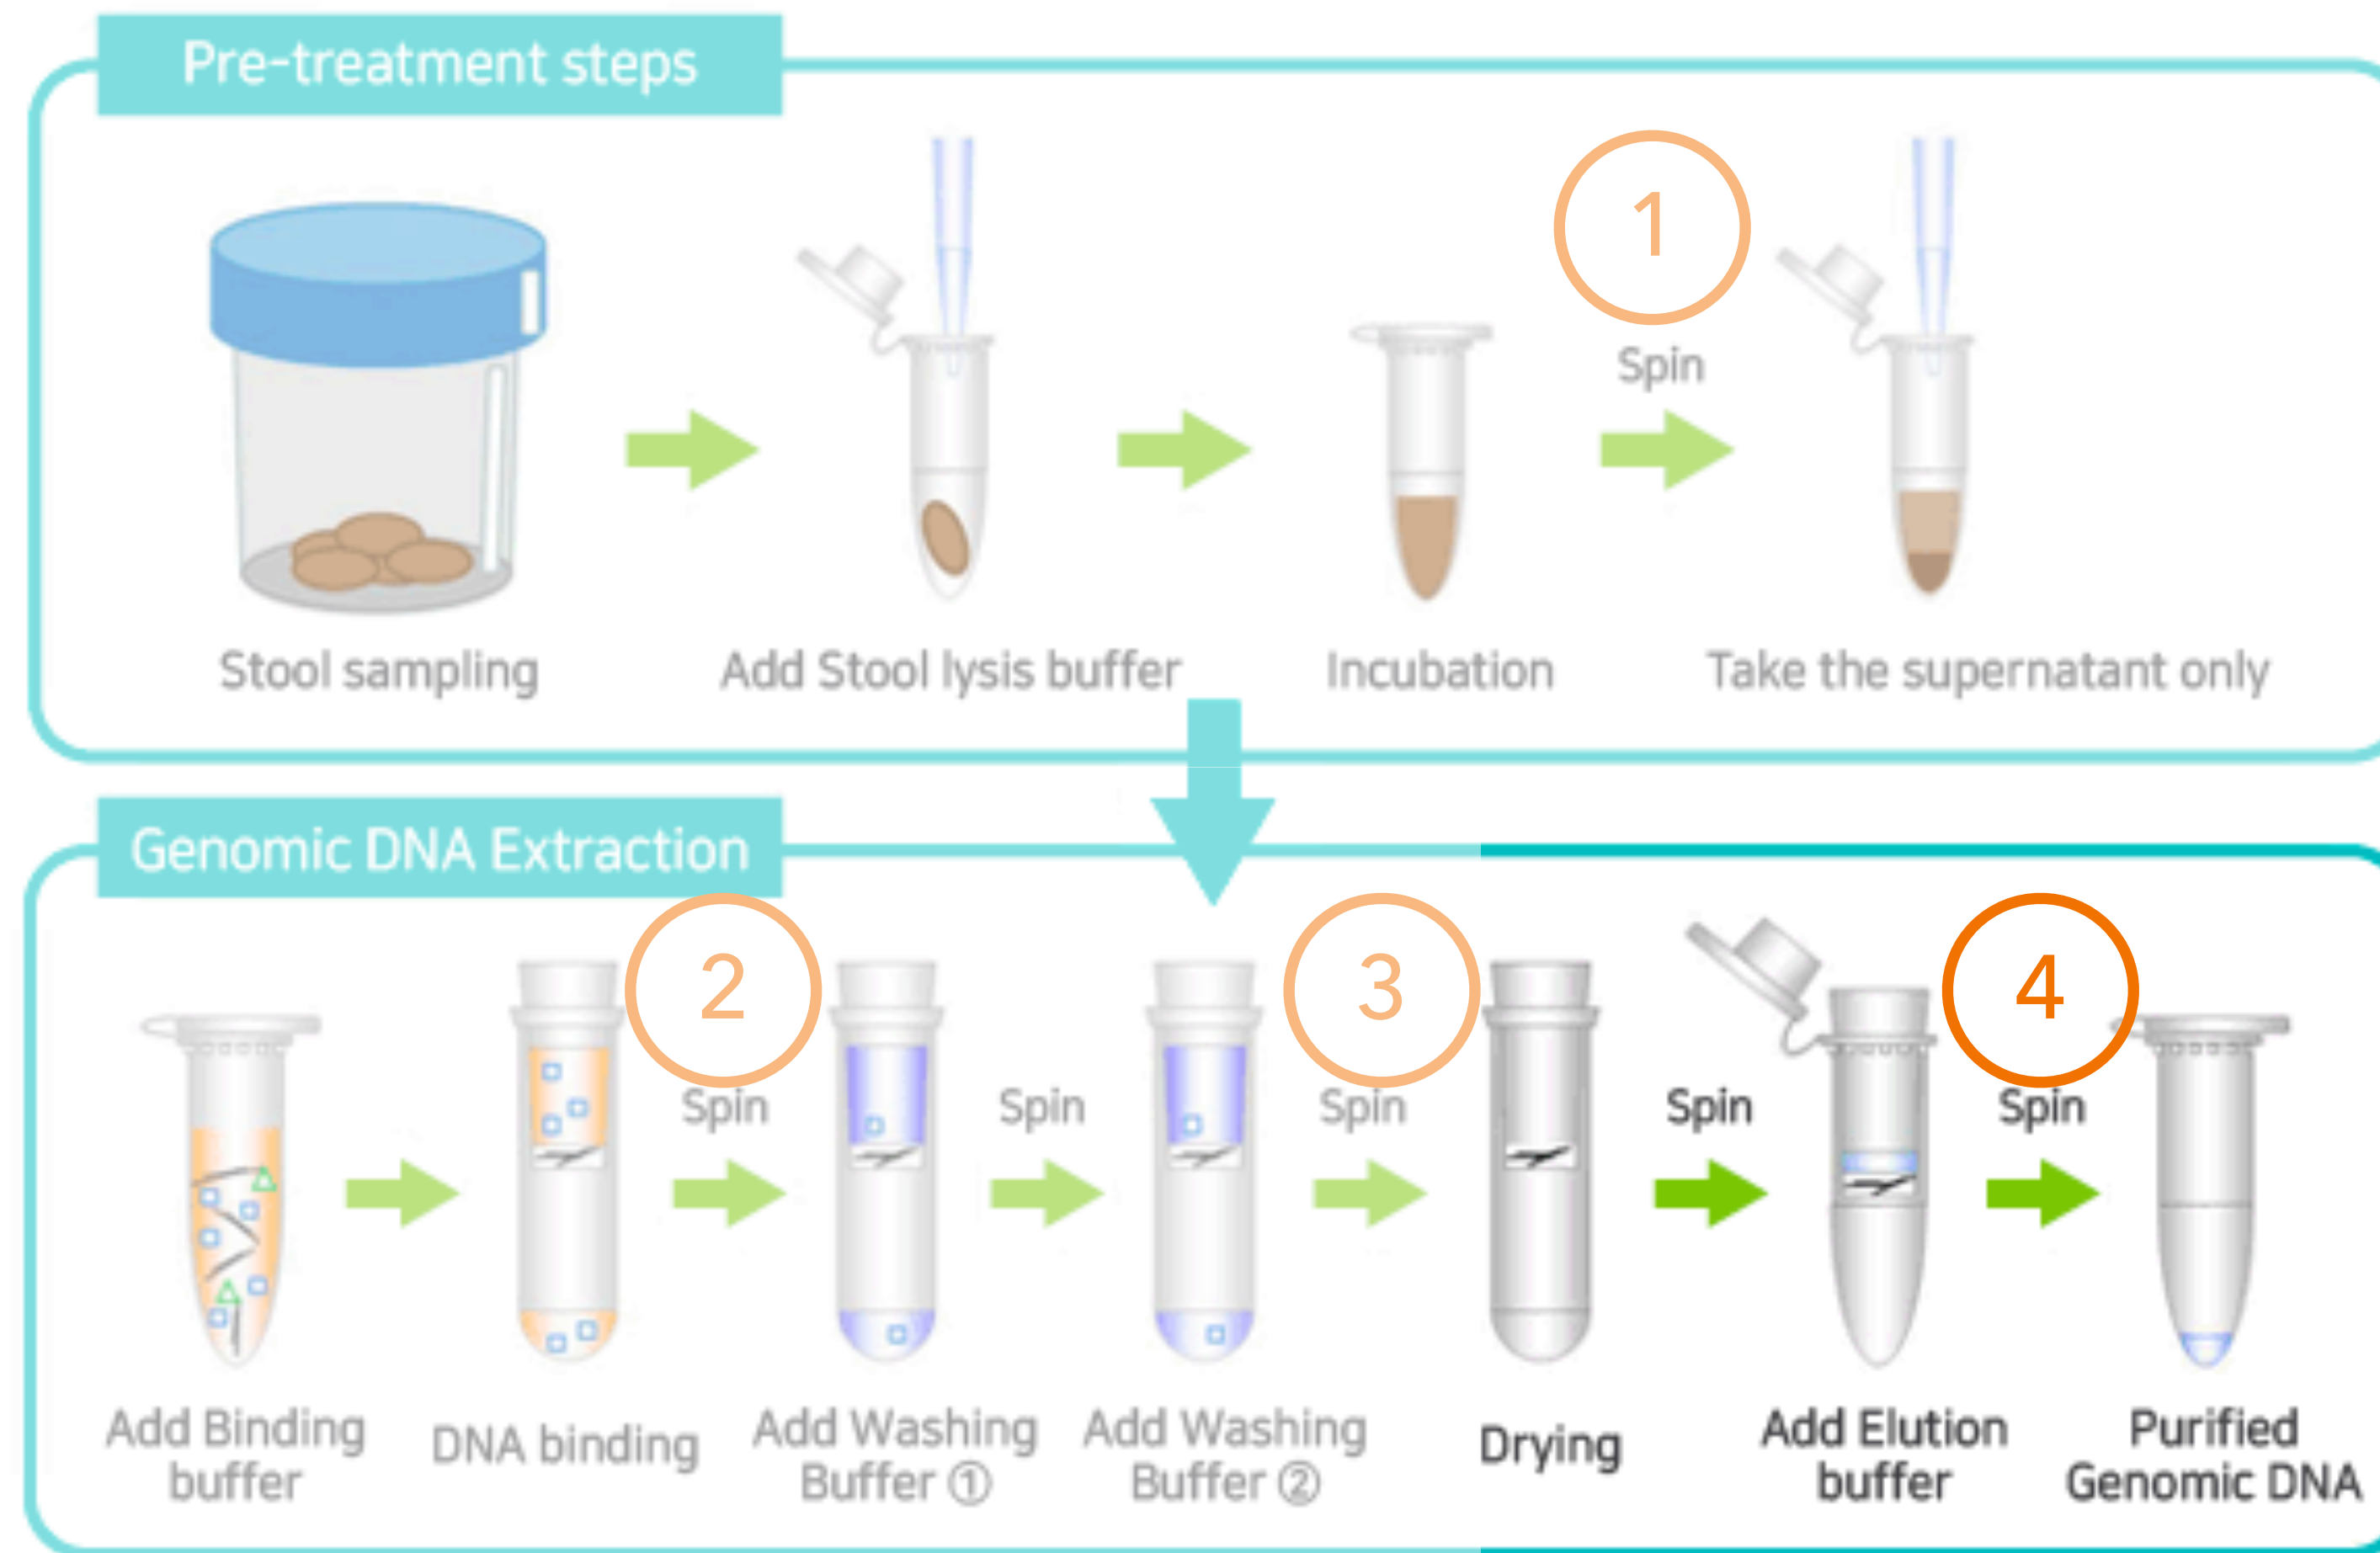 Pre-treatment steps
1
Spin
Stool sampling
Add Stool lysis buffer
Incubation
Take the supernatant only
Genomic DNA Extraction
2
3
4
Spin
Spin
Spin
Spin
Spin
Add Binding
buffer
DNA binding
Add Washing
Buffer ①
Add Washing
Buffer ②
Drying
Add Elution
buffer
Purified
Genomic DNA